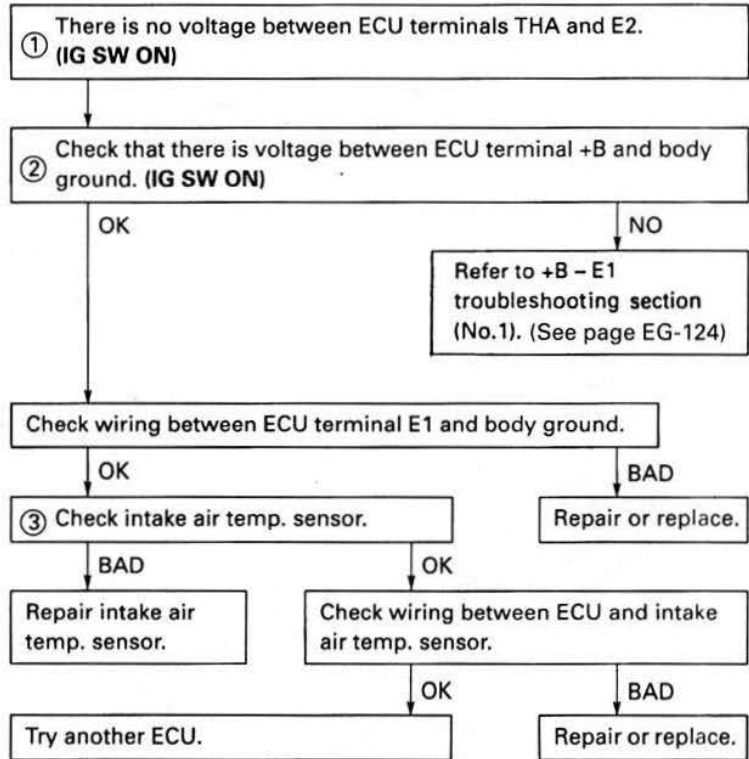 ① There is no voltage between ECU terminals THA and E2.
(IG SW ON)
② Check that there is voltage between ECU terminal +B and body
ground. (IG SW ON)
OK
NO
Refer to +B – E1
troubleshooting section
(No.1). (See page EG-124)
Check wiring between ECU terminal E1 and body ground.
OK
BAD
③ Check intake air temp. sensor.
Repair or replace.
BAD
OK
Repair intake air
temp. sensor.
Check wiring between ECU and intake
air temp. sensor.
OK
BAD
Try another ECU.
Repair or replace.